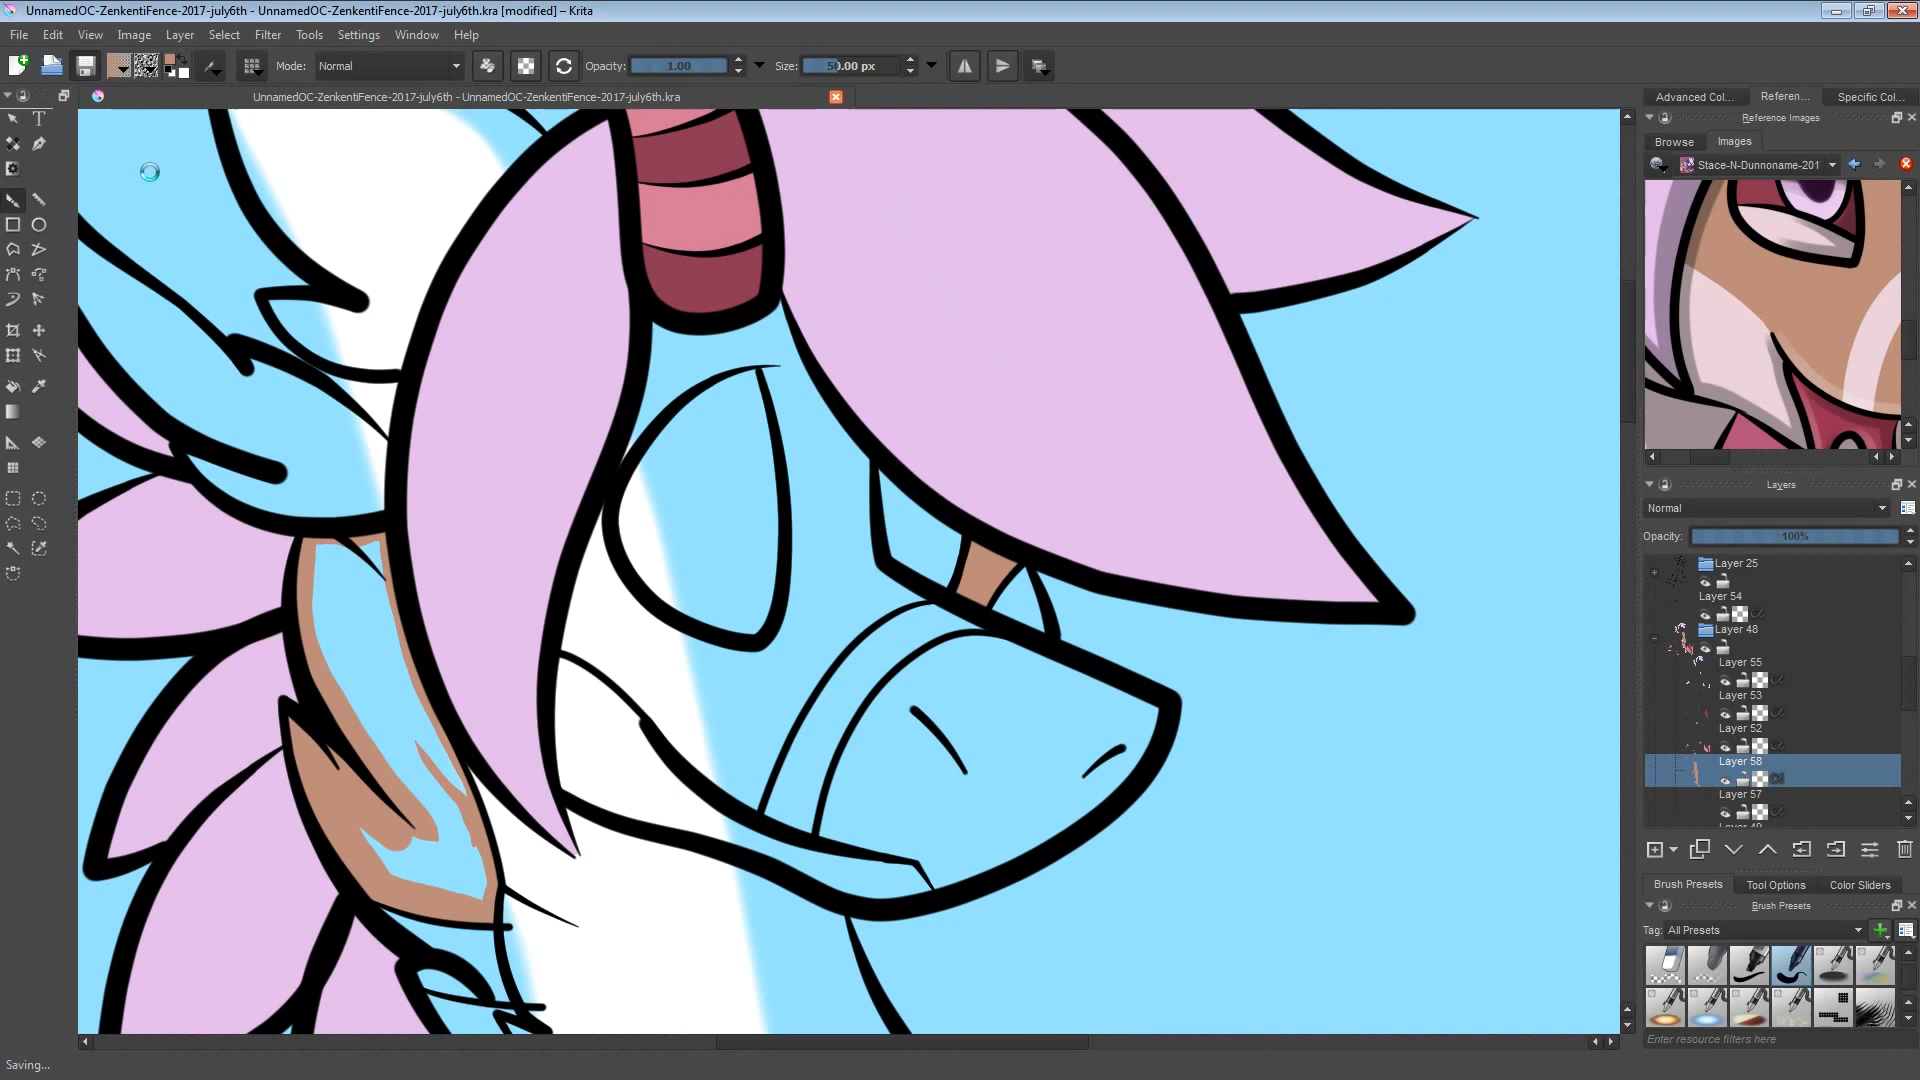 UnnamedOC-ZenkentiFence-2017-july6th - UnnamedOC-ZenkentiFence-2017-july6th.kra [modified] – Krita
File Edit View Image Layer Select Filter Tools Settings Window Help
Mode: Normal Opacity: 1.00 Size: 50.00 px
UnnamedOC-ZenkentiFence-2017-july6th - UnnamedOC-ZenkentiFence-2017-july6th.kra
Advanced Col... Referen... Specific Col...
Reference Images
Browse Images
Stace-N-Dunnoname-201
Layers
Normal
Opacity: 100%
Layer 25
Layer 54
Layer 48
Layer 55
Layer 53
Layer 52
Layer 58
Layer 57
Brush Presets Tool Options Color Sliders
Brush Presets
Tag: All Presets
Enter resource filters here
Saving...